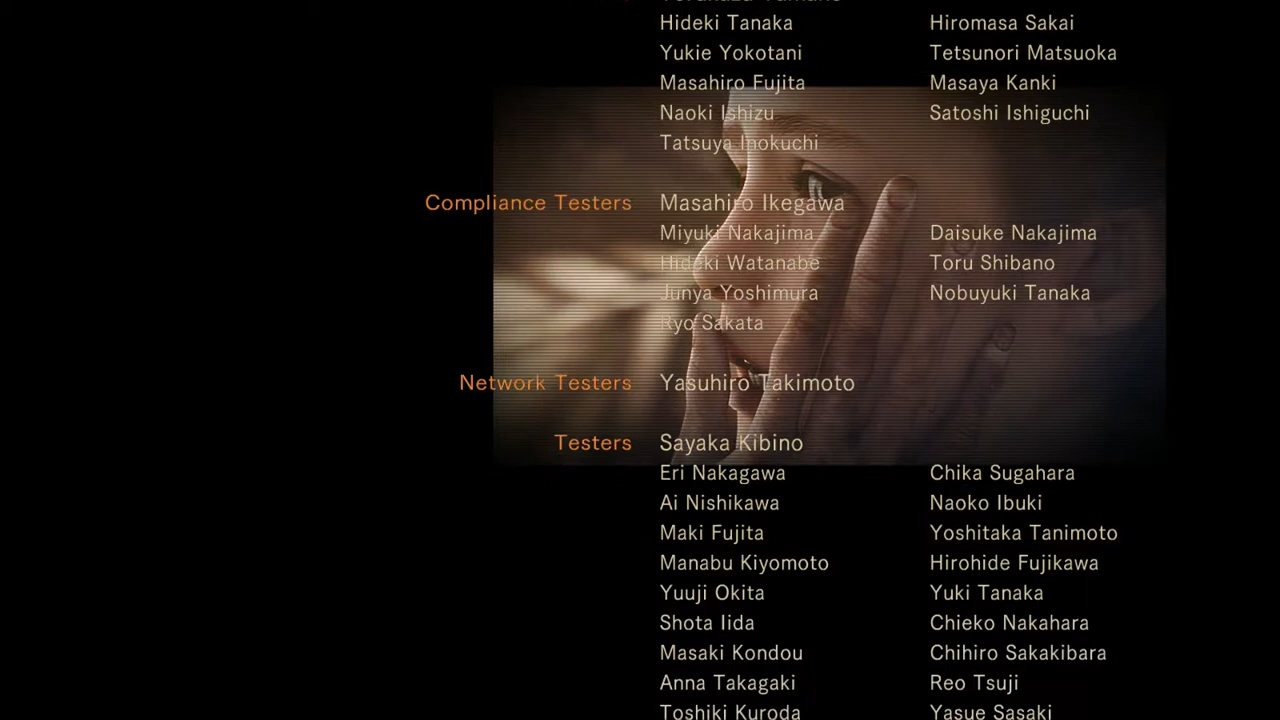 Hideki Tanaka Hiromasa Sakai
Yukie Yokotani Tetsunori Matsuoka
Masahiro Fujita Masaya Kanki
Naoki Ishizu Satoshi Ishiguchi
Tatsuya Inokuchi
Compliance Testers Masahiro Ikegawa
Miyuki Nakajima Daisuke Nakajima
Hideki Watanabe Toru Shibano
Junya Yoshimura Nobuyuki Tanaka
Ryo Sakata
Network Testers Yasuhiro Takimoto
Testers Sayaka Kibino
Eri Nakagawa Chika Sugahara
Ai Nishikawa Naoko Ibuki
Maki Fujita Yoshitaka Tanimoto
Manabu Kiyomoto Hirohide Fujikawa
Yuuji Okita Yuki Tanaka
Shota Iida Chieko Nakahara
Masaki Kondou Chihiro Sakakibara
Anna Takagaki Reo Tsuji
Toshiki Kuroda Yasue Sasaki